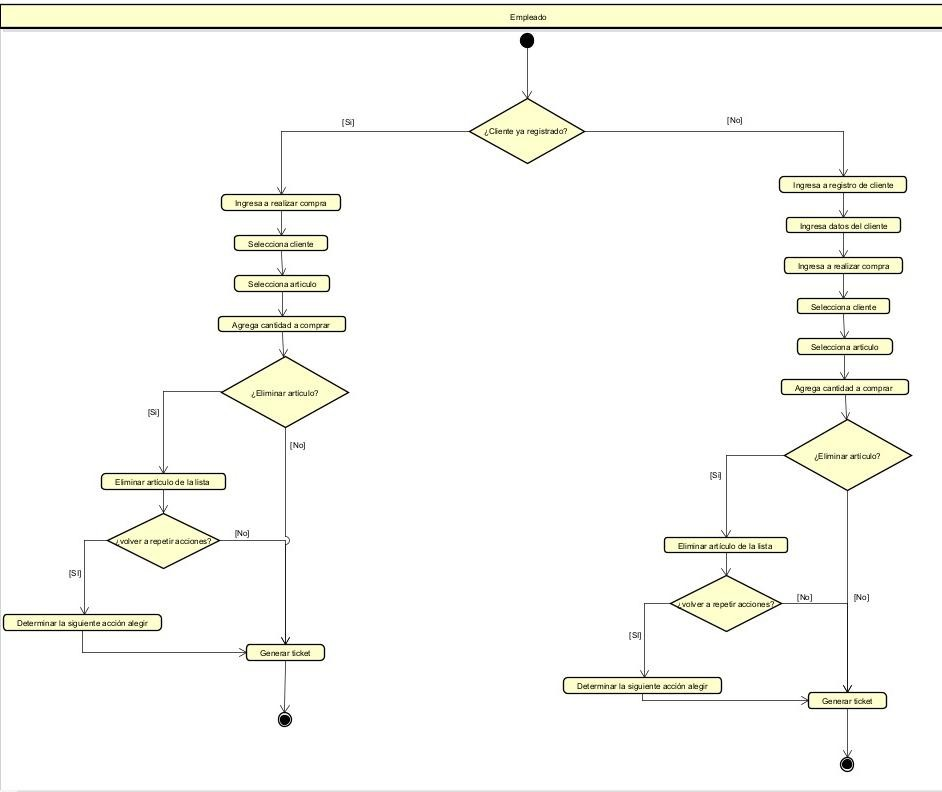 Empleado
¿Cliente ya registrado?
[Si]
[No]
Ingresa a realizar compra
Selecciona cliente
Selecciona articulo
Agrega cantidad a comprar
¿Eliminar artículo?
[Si]
[No]
Eliminar artículo de la lista
¿volver a repetir acciones?
[No]
[SI]
Determinar la siguiente acción alegir
Generar ticket
Ingresa a registro de cliente
Ingresa datos del cliente
Ingresa a realizar compra
Selecciona cliente
Selecciona articulo
Agrega cantidad a comprar
¿Eliminar artículo?
[Si]
[No]
Eliminar artículo de la lista
¿volver a repetir acciones?
[No]
[SI]
Determinar la siguiente acción alegir
Generar ticket